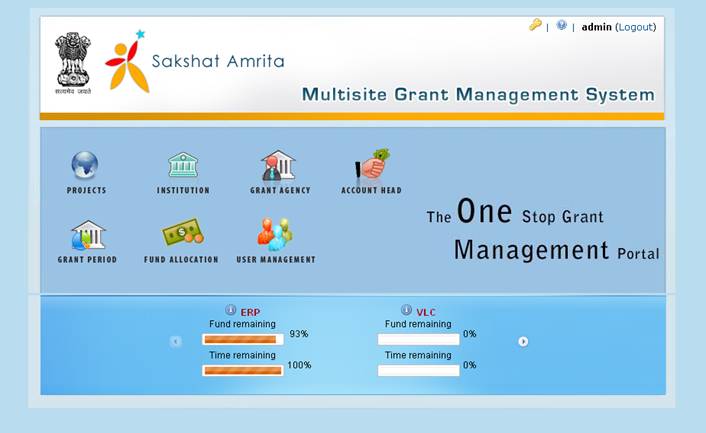 | | admin (Logout)
Sakshat Amrita
सत्यमेव जयते
Multisite Grant Management System
PROJECTS INSTITUTION GRANT AGENCY ACCOUNT HEAD
GRANT PERIOD FUND ALLOCATION USER MANAGEMENT
The One Stop Grant
Management Portal
ERP VLC
Fund remaining Fund remaining
93% 0%
Time remaining Time remaining
100% 0%